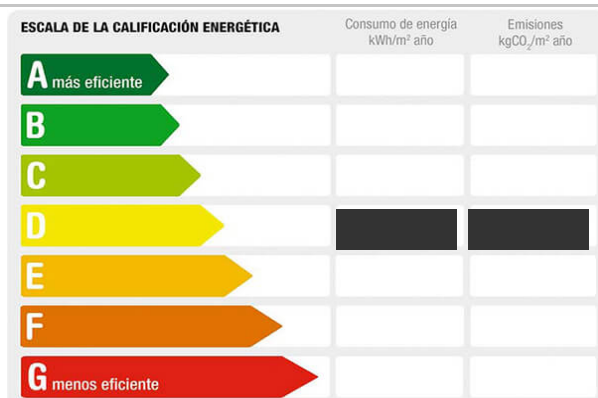 ESCALA DE LA CALIFICACIÓN ENERGÉTICA
Consumo de energía
kWh/m² año
Emisiones
kgCO₂/m² año
A más eficiente
B
C
D
E
F
G menos eficiente